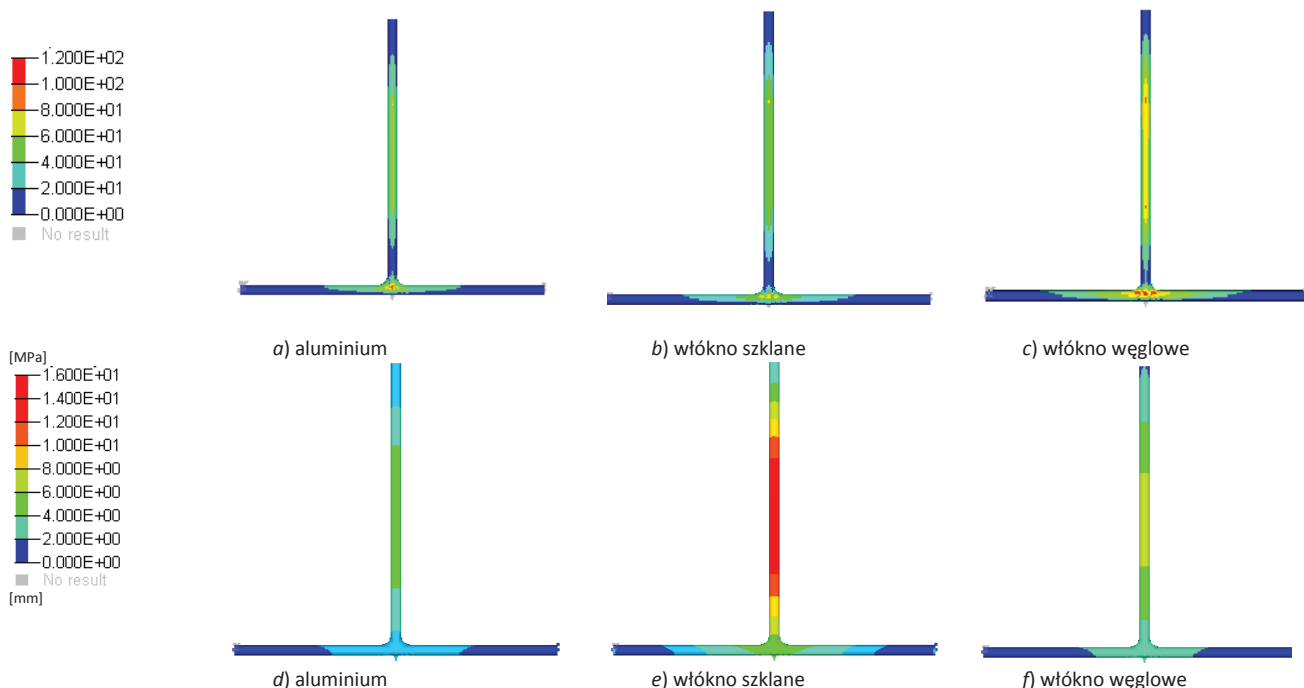 1.200E+02
1.000E+02
8.000E+01
6.000E+01
4.000E+01
2.000E+01
0.000E+00
No result
a) aluminium
b) włókno szklane
c) włókno węglowe
[MPa]
1.600E+01
1.400E+01
1.200E+01
1.000E+01
8.000E+00
6.000E+00
4.000E+00
2.000E+00
0.000E+00
No result
[mm]
d) aluminium
e) włókno szklane
f) włókno węglowe